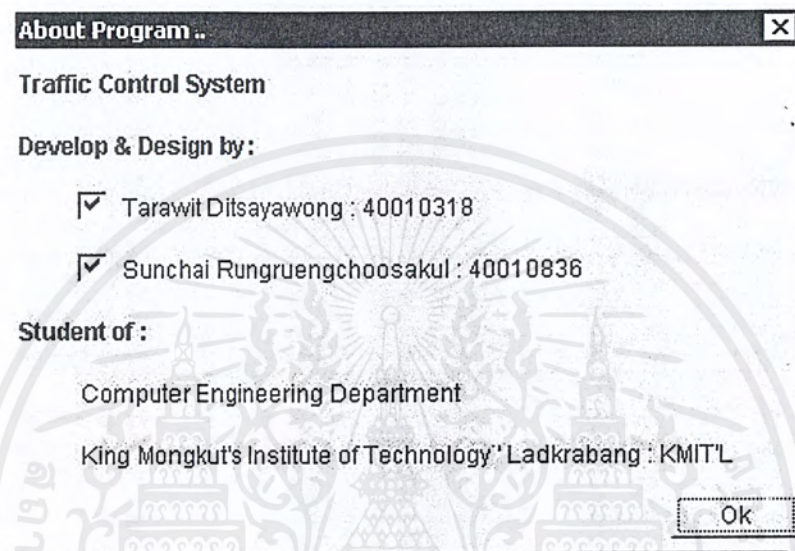 About Program ..
Traffic Control System
Develop & Design by:
Tarawit Ditsayawong : 40010318
Sunchai Rungruengchoosakul : 40010836
Student of :
Computer Engineering Department
King Mongkut's Institute of Technology Ladkrabang : KMIT'L
Ok